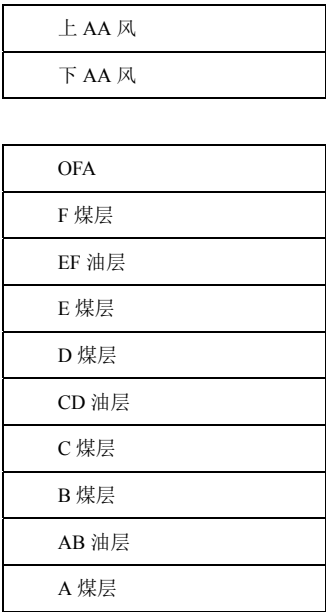 上 AA 风
下 AA 风
OFA
F 煤层
EF 油层
E 煤层
D 煤层
CD 油层
C 煤层
B 煤层
AB 油层
A 煤层